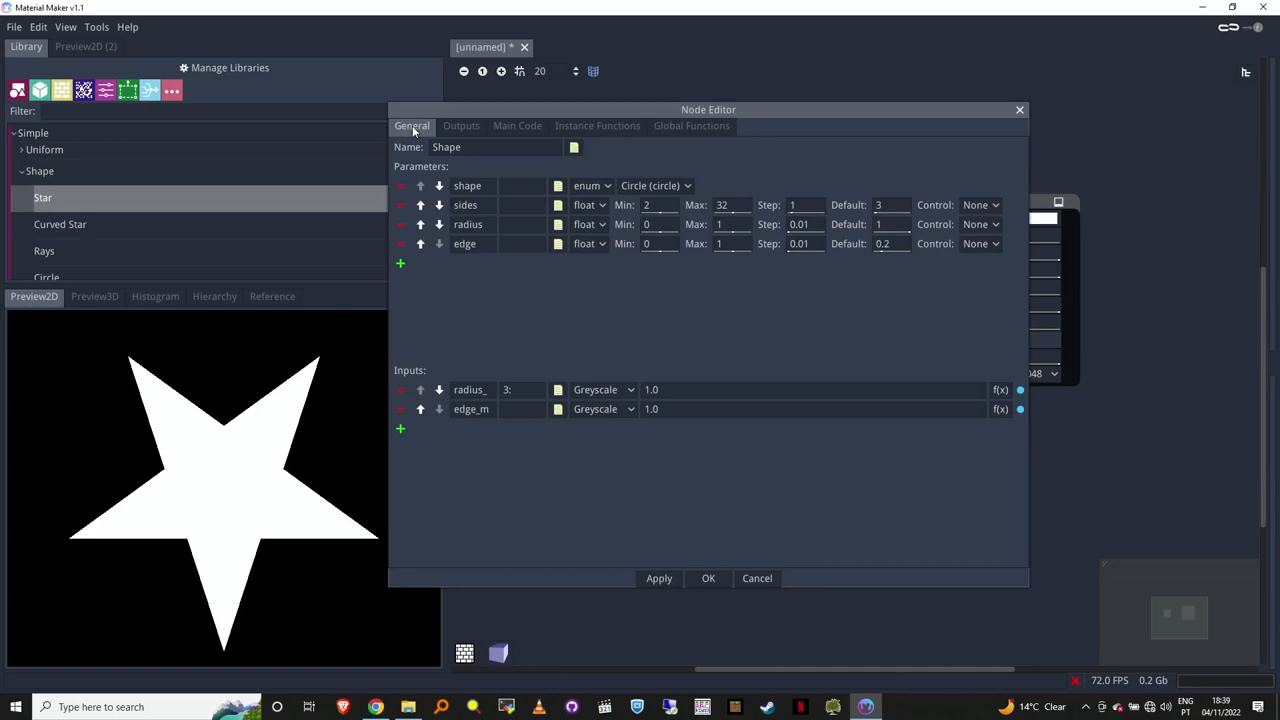 Material Maker v1.1
File Edit View Tools Help
Library Preview2D (2)
[unnamed] *
Manage Libraries
20
Filter:
Node Editor
General Outputs Main Code Instance Functions Global Functions
Simple
Uniform
Shape
Star
Curved Star
Rays
Circle
Name: Shape
Parameters:
shape enum Circle (circle)
sides float Min: 2 Max: 32 Step: 1 Default: 3 Control: None
radius float Min: 0 Max: 1 Step: 0.01 Default: 1 Control: None
edge float Min: 0 Max: 1 Step: 0.01 Default: 0.2 Control: None
Preview2D Preview3D Histogram Hierarchy Reference
Inputs:
radius_ 3: Greyscale 1.0 f(x)
edge_m Greyscale 1.0 f(x)
048
Apply OK Cancel
72.0 FPS 0.2 Gb
Type here to search
14°C Clear
ENG
PT
18:39
04/11/2022